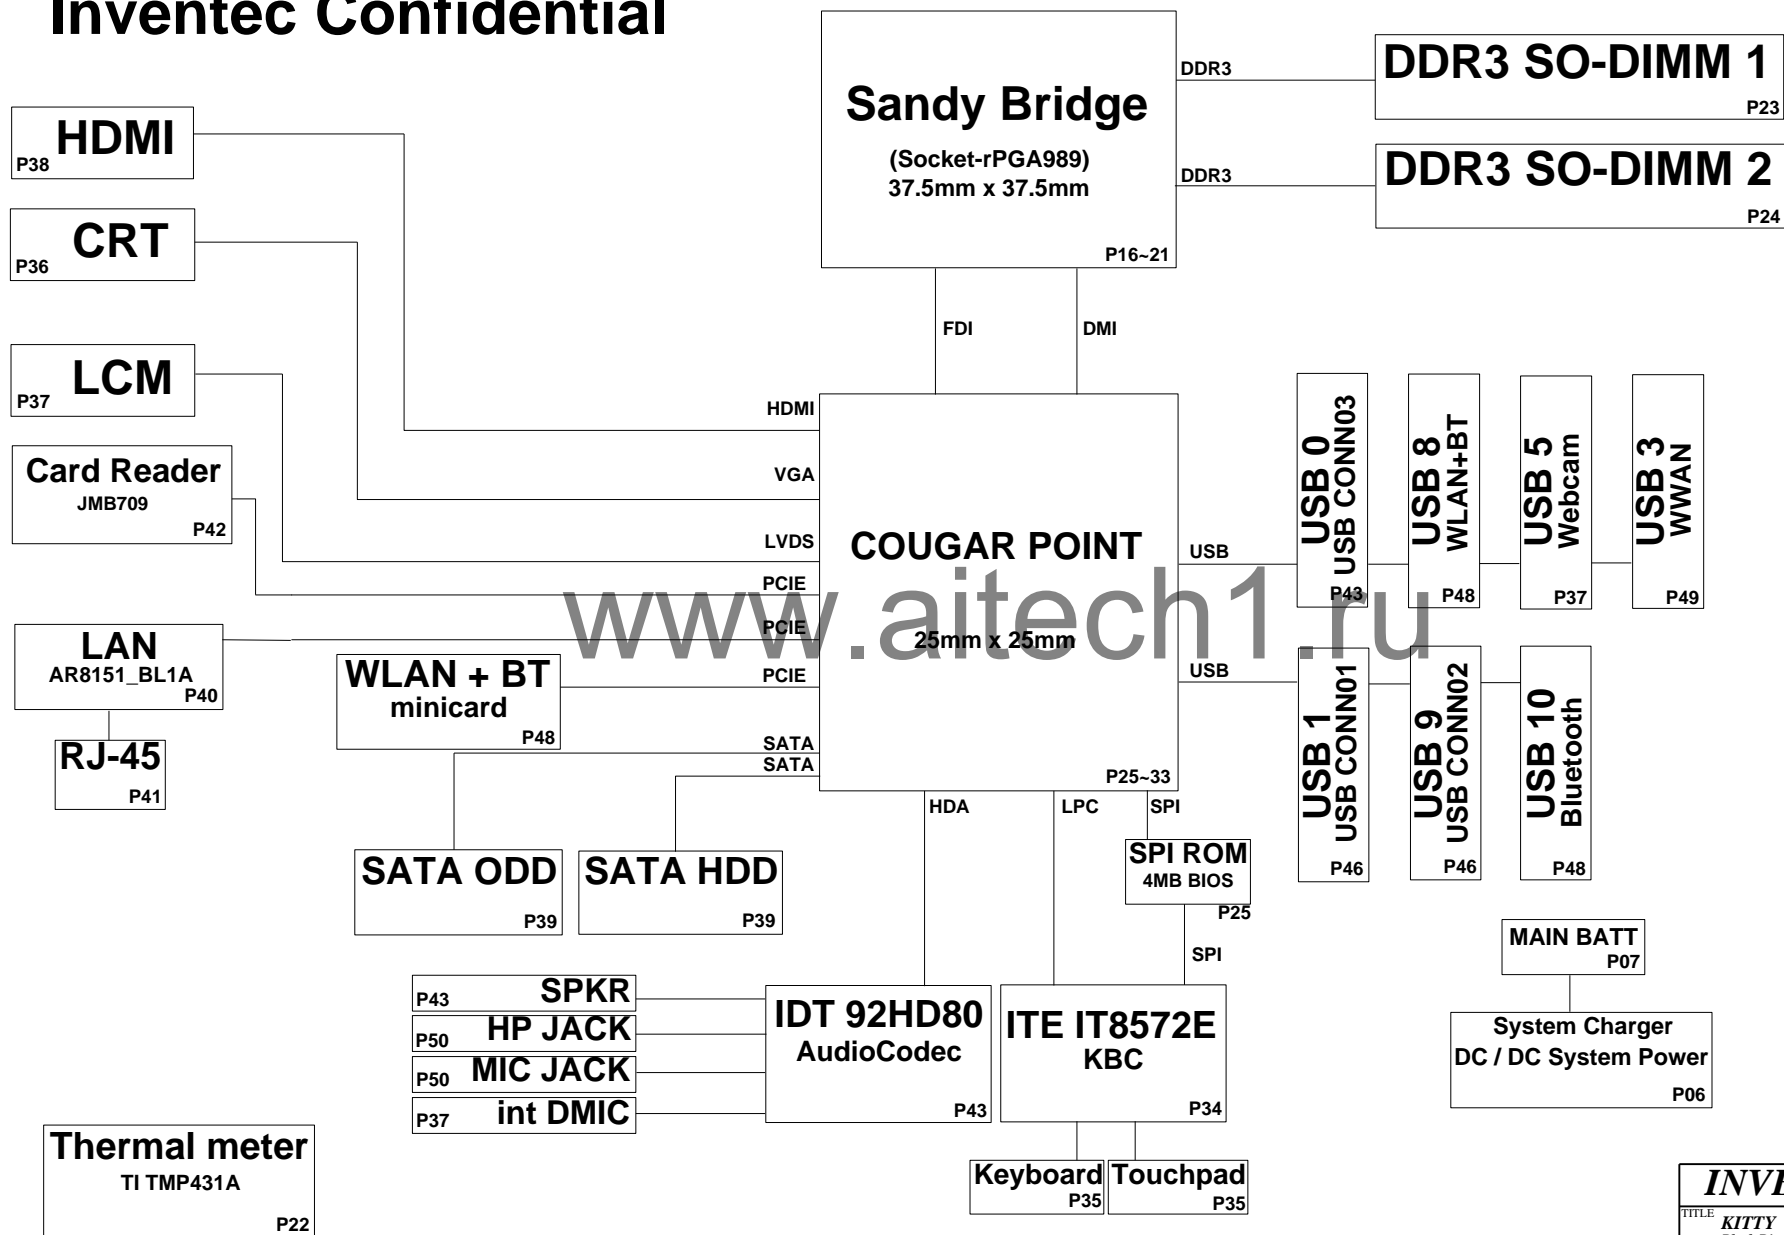 Inventec Confidential
Sandy Bridge
(Socket-rPGA989)
37.5mm x 37.5mm
P16~21
DDR3
DDR3 SO-DIMM 1
P23
DDR3
DDR3 SO-DIMM 2
P24
HDMI
P38
CRT
P36
LCM
P37
Card Reader
JMB709
P42
LAN
AR8151_BL1A
P40
RJ-45
P41
WLAN + BT
minicard
P48
FDI
DMI
HDMI
VGA
LVDS
PCIE
PCIE
PCIE
SATA
SATA
COUGAR POINT
25mm x 25mm
P25~33
www.aitech1.ru
USB
USB 0
USB CONN03
P43
USB 8
WLAN+BT
P48
USB 5
Webcam
P37
USB 3
WWAN
P49
USB
USB 1
USB CONN01
P46
USB 9
USB CONN02
P46
USB 10
Bluetooth
P48
HDA
LPC
SPI
SATA ODD
P39
SATA HDD
P39
SPI ROM
4MB BIOS
P25
SPI
MAIN BATT
P07
System Charger
DC / DC System Power
P06
P43 SPKR
P50 HP JACK
P50 MIC JACK
P37 int DMIC
IDT 92HD80
AudioCodec
P43
ITE IT8572E
KBC
P34
Keyboard
P35
Touchpad
P35
Thermal meter
TI TMP431A
P22
TITLE
KITTY